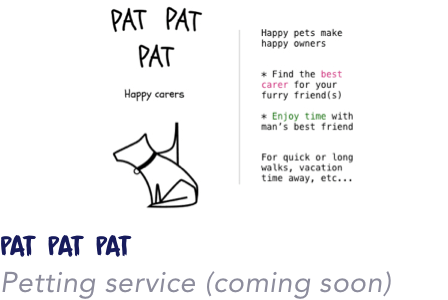 PAT PAT
PAT
Happy carers
Happy pets make
happy owners
* Find the best
carer for your
furry friend(s)
* Enjoy time with
man's best friend
For quick or long
walks, vacation
time away, etc...
PAT PAT PAT
Petting service (coming soon)